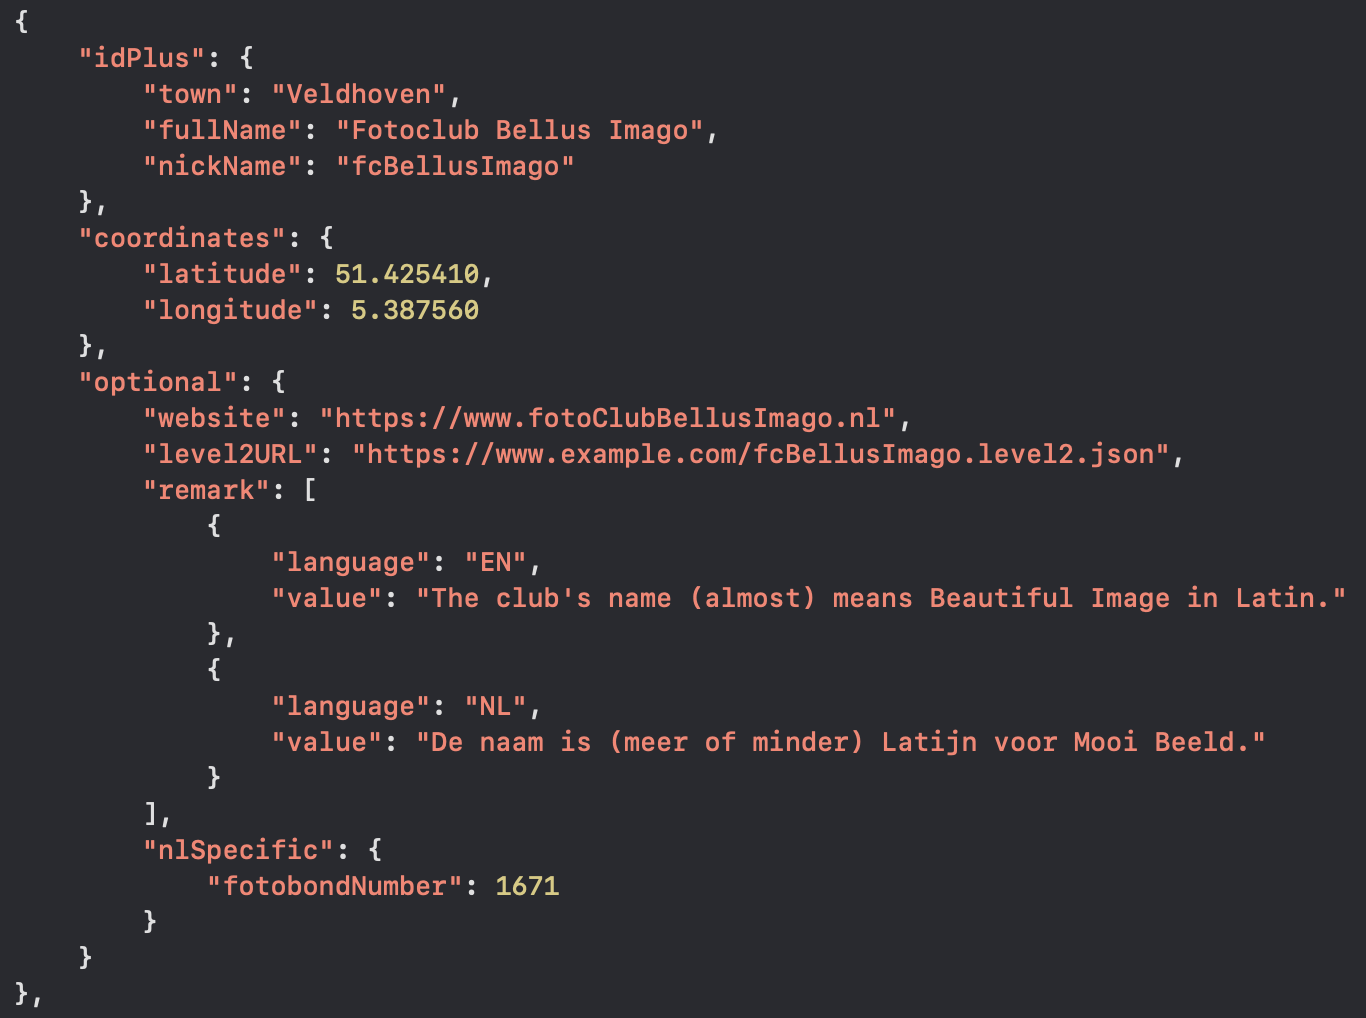 {
    "idPlus": {
        "town": "Veldhoven",
        "fullName": "Fotoclub Bellus Imago",
        "nickName": "fcBellusImago"
    },
    "coordinates": {
        "latitude": 51.425410,
        "longitude": 5.387560
    },
    "optional": {
        "website": "https://www.fotoClubBellusImago.nl",
        "level2URL": "https://www.example.com/fcBellusImago.level2.json",
        "remark": [
            {
                "language": "EN",
                "value": "The club's name (almost) means Beautiful Image in Latin."
            },
            {
                "language": "NL",
                "value": "De naam is (meer of minder) Latijn voor Mooi Beeld."
            }
        ],
        "nlSpecific": {
            "fotobondNumber": 1671
        }
    }
},